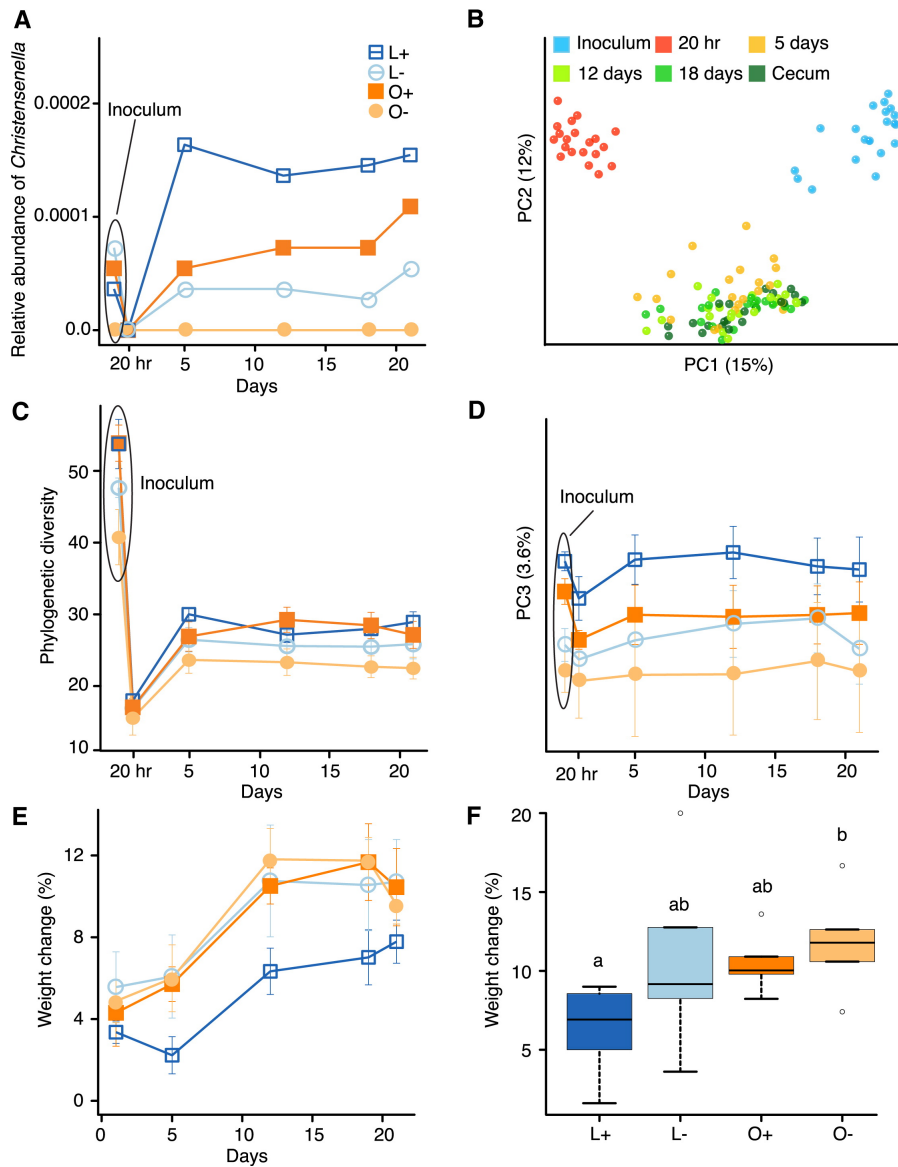 A
Relative abundance of Christensenella
0.0002
0.0001
0.0
Inoculum
L+
L-
O+
O-
20 hr 5 10 15 20
Days
B
Inoculum 20 hr 5 days
12 days 18 days Cecum
PC2 (12%)
PC1 (15%)
C
Phylogenetic diversity
50
30
20
10
Inoculum
20 hr 5 10 15 20
Days
D
PC3 (3.6%)
Inoculum
20 hr 5 10 15 20
Days
E
Weight change (%)
12
8
4
0
0 5 10 15 20
Days
F
Weight change (%)
20
15
10
5
a
ab
ab
b
L+ L- O+ O-